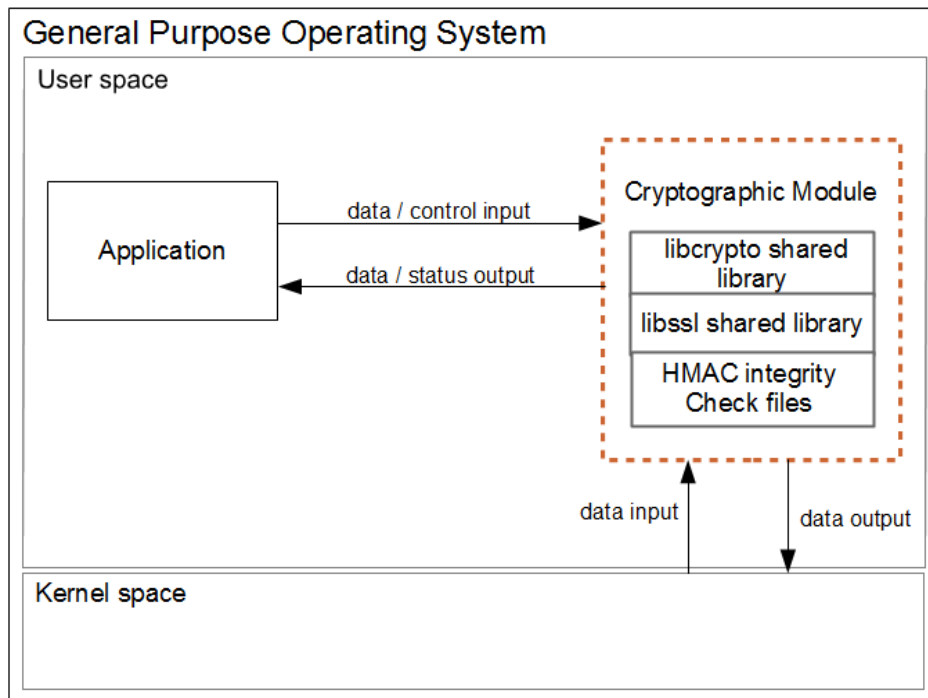 General Purpose Operating System
User space
Application
data / control input
data / status output
Cryptographic Module
libcrypto shared
library
libssl shared library
HMAC integrity
Check files
data input
data output
Kernel space